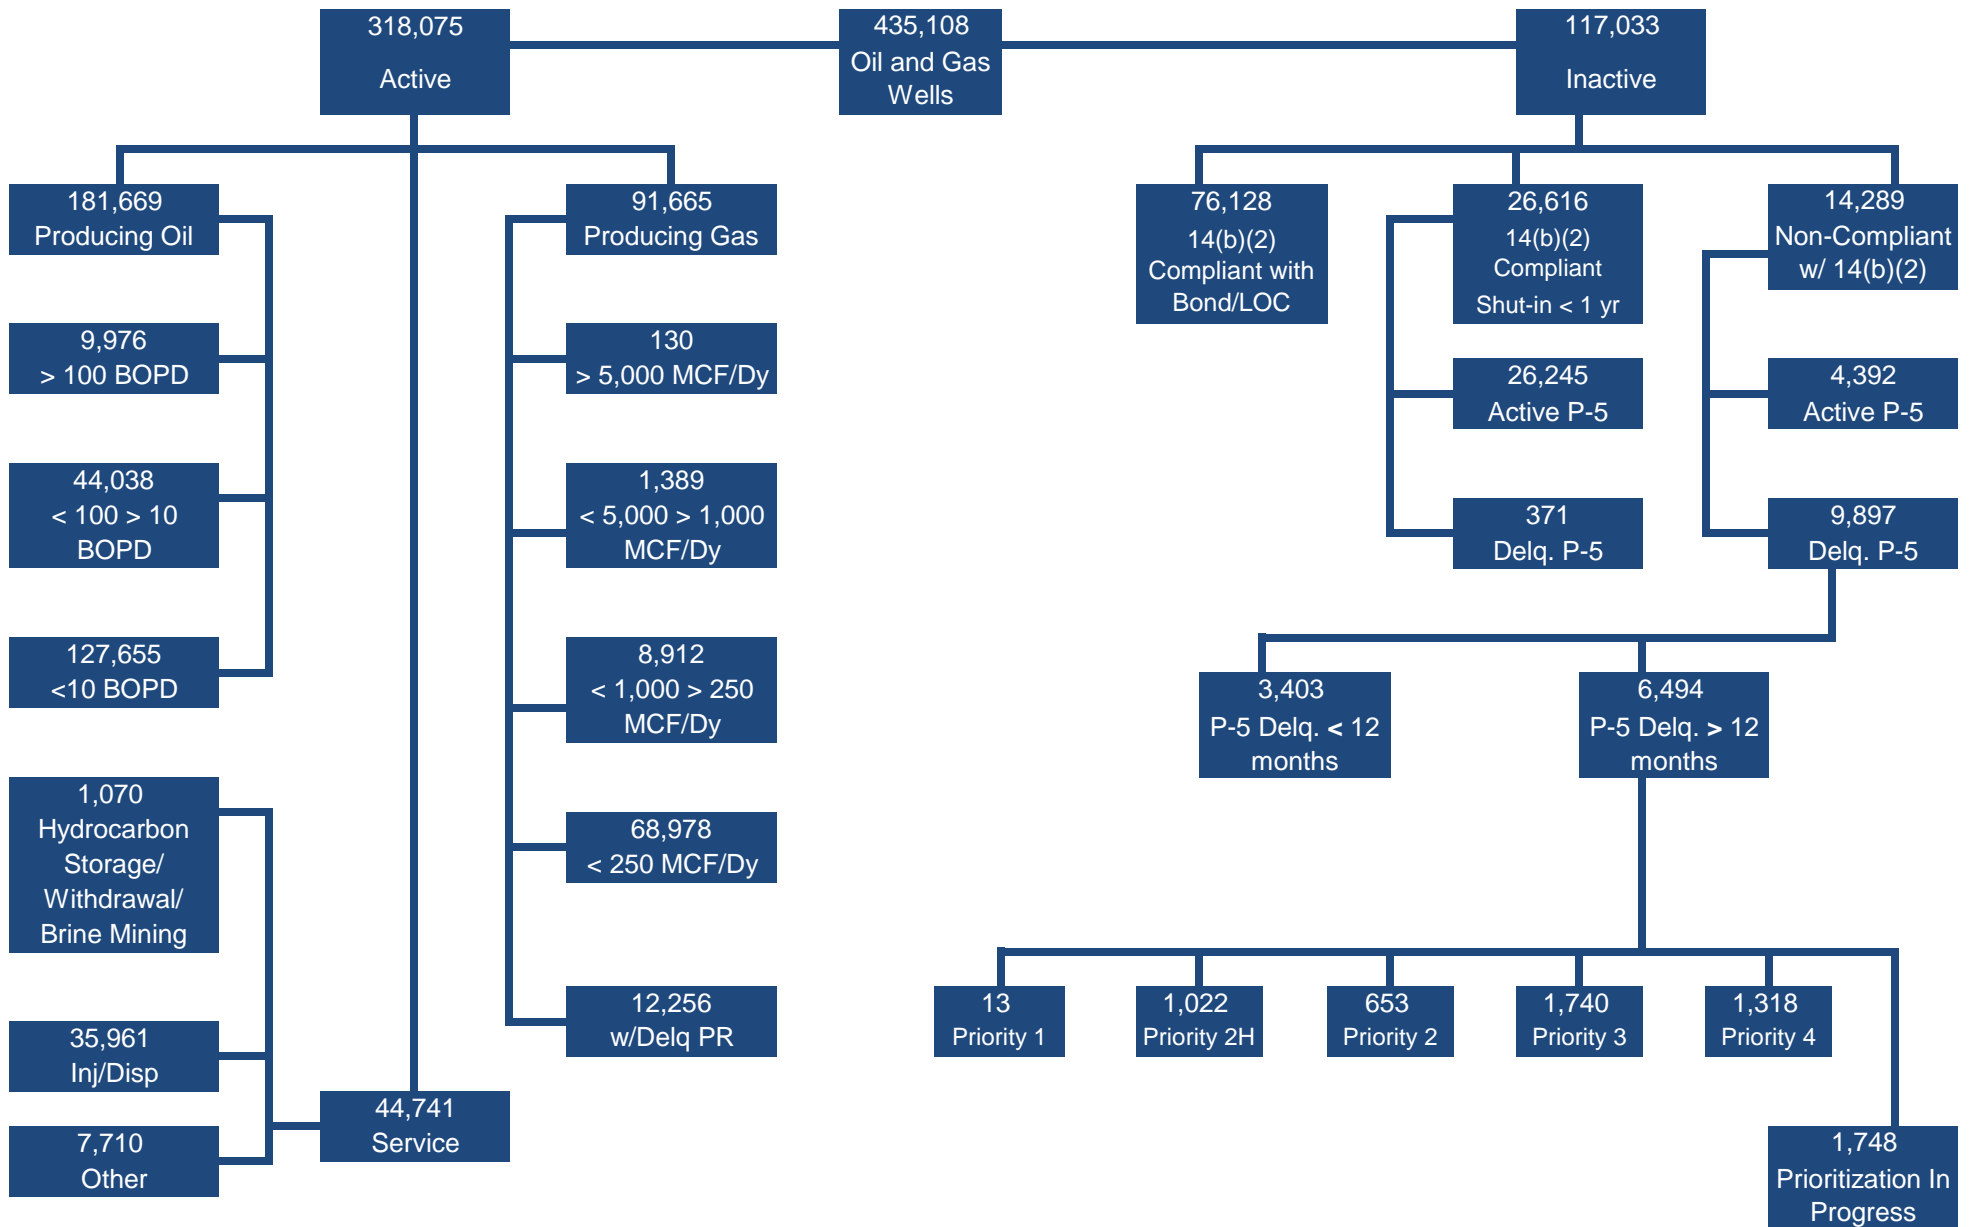 318,075
Active
435,108
Oil and Gas
Wells
117,033
Inactive
181,669
Producing Oil
9,976
> 100 BOPD
44,038
< 100 > 10
BOPD
127,655
<10 BOPD
91,665
Producing Gas
130
> 5,000 MCF/Dy
1,389
< 5,000 > 1,000
MCF/Dy
8,912
< 1,000 > 250
MCF/Dy
68,978
< 250 MCF/Dy
12,256
w/Delq PR
1,070
Hydrocarbon
Storage/
Withdrawal/
Brine Mining
35,961
Inj/Disp
7,710
Other
44,741
Service
76,128
14(b)(2)
Compliant with
Bond/LOC
26,616
14(b)(2)
Compliant
Shut-in < 1 yr
26,245
Active P-5
371
Delq. P-5
14,289
Non-Compliant
w/ 14(b)(2)
4,392
Active P-5
9,897
Delq. P-5
3,403
P-5 Delq. < 12
months
6,494
P-5 Delq. > 12
months
13
Priority 1
1,022
Priority 2H
653
Priority 2
1,740
Priority 3
1,318
Priority 4
1,748
Prioritization In
Progress